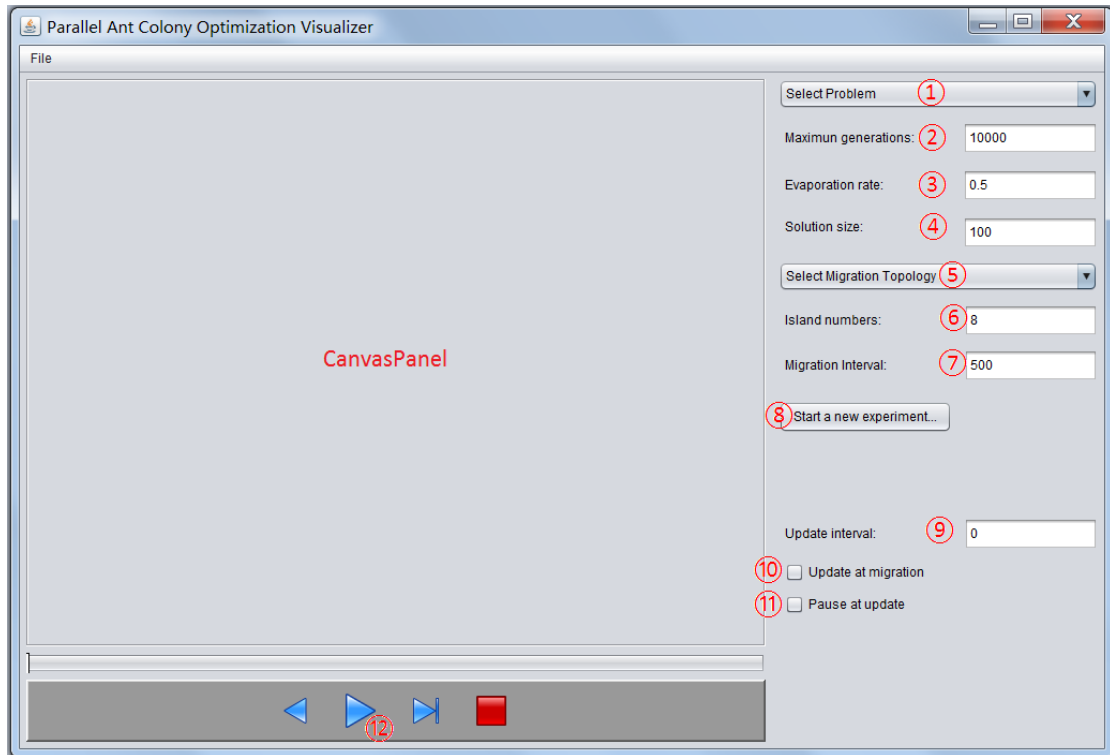 Parallel Ant Colony Optimization Visualizer
File
Select Problem ①
Maximun generations: ② 10000
Evaporation rate: ③ 0.5
Solution size: ④ 100
Select Migration Topology ⑤
Island numbers: ⑥ 8
CanvasPanel
Migration Interval: ⑦ 500
⑧ Start a new experiment...
Update interval: ⑨ 0
⑩ Update at migration
⑪ Pause at update
⑫